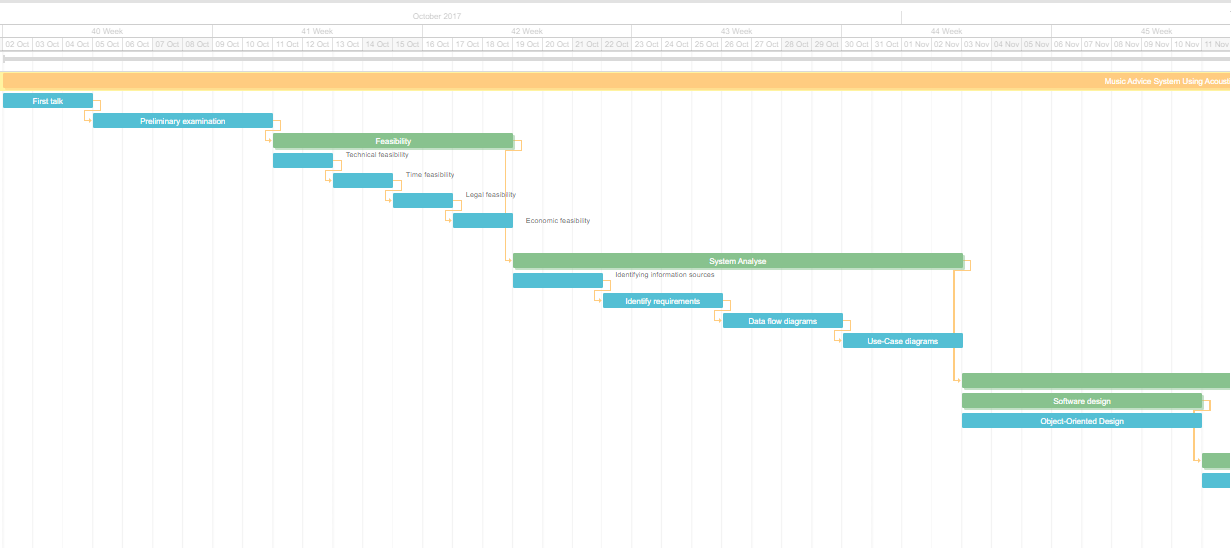 October 2017
40 Week 41 Week 42 Week 43 Week 44 Week 45 Week
02 Oct 03 Oct 04 Oct 05 Oct 06 Oct 07 Oct 08 Oct 09 Oct 10 Oct 11 Oct 12 Oct 13 Oct 14 Oct 15 Oct 16 Oct 17 Oct 18 Oct 19 Oct 20 Oct 21 Oct 22 Oct 23 Oct 24 Oct 25 Oct 26 Oct 27 Oct 28 Oct 29 Oct 30 Oct 31 Oct 01 Nov 02 Nov 03 Nov 04 Nov 05 Nov 06 Nov 07 Nov 08 Nov 09 Nov 10 Nov 11 Nov
Music Advice System Using Acoust
First talk
Preliminary examination
Feasibility
Technical feasibility
Time feasibility
Legal feasibility
Economic feasibility
System Analyse
Identifying information sources
Identify requirements
Data flow diagrams
Use-Case diagrams
Software design
Object-Oriented Design